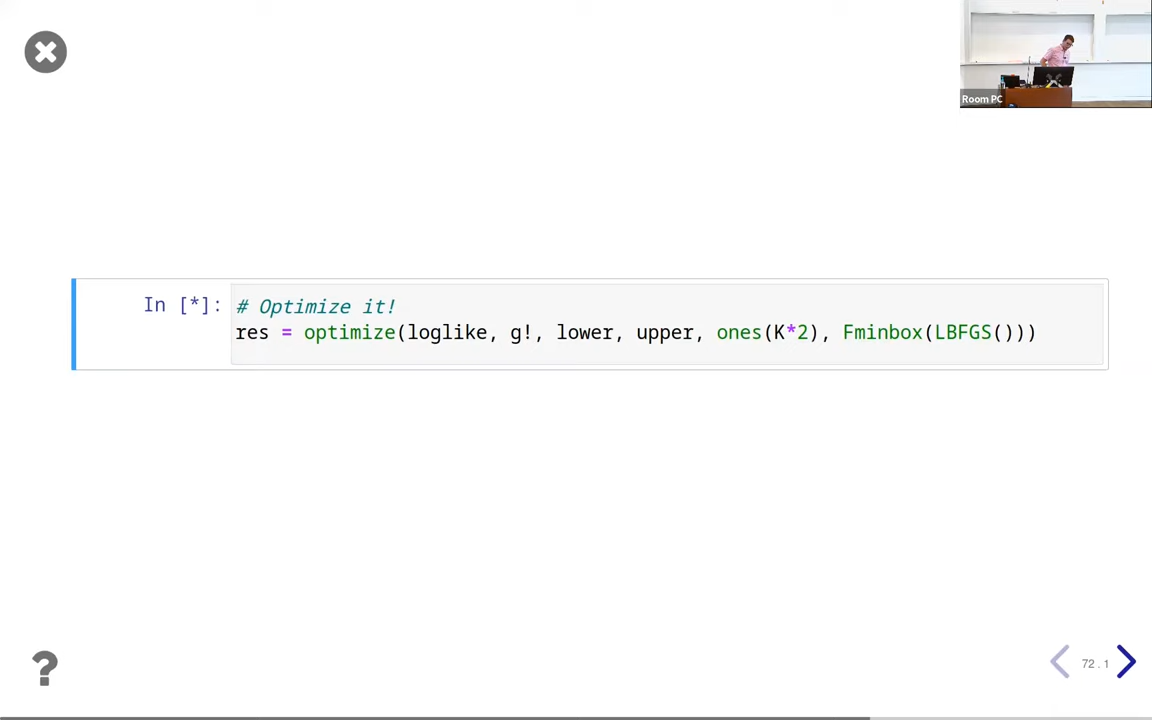 Room PC
In [*]:
# Optimize it!
res = optimize(loglike, g!, lower, upper, ones(K*2), Fminbox(LBFGS()))
?
72.1